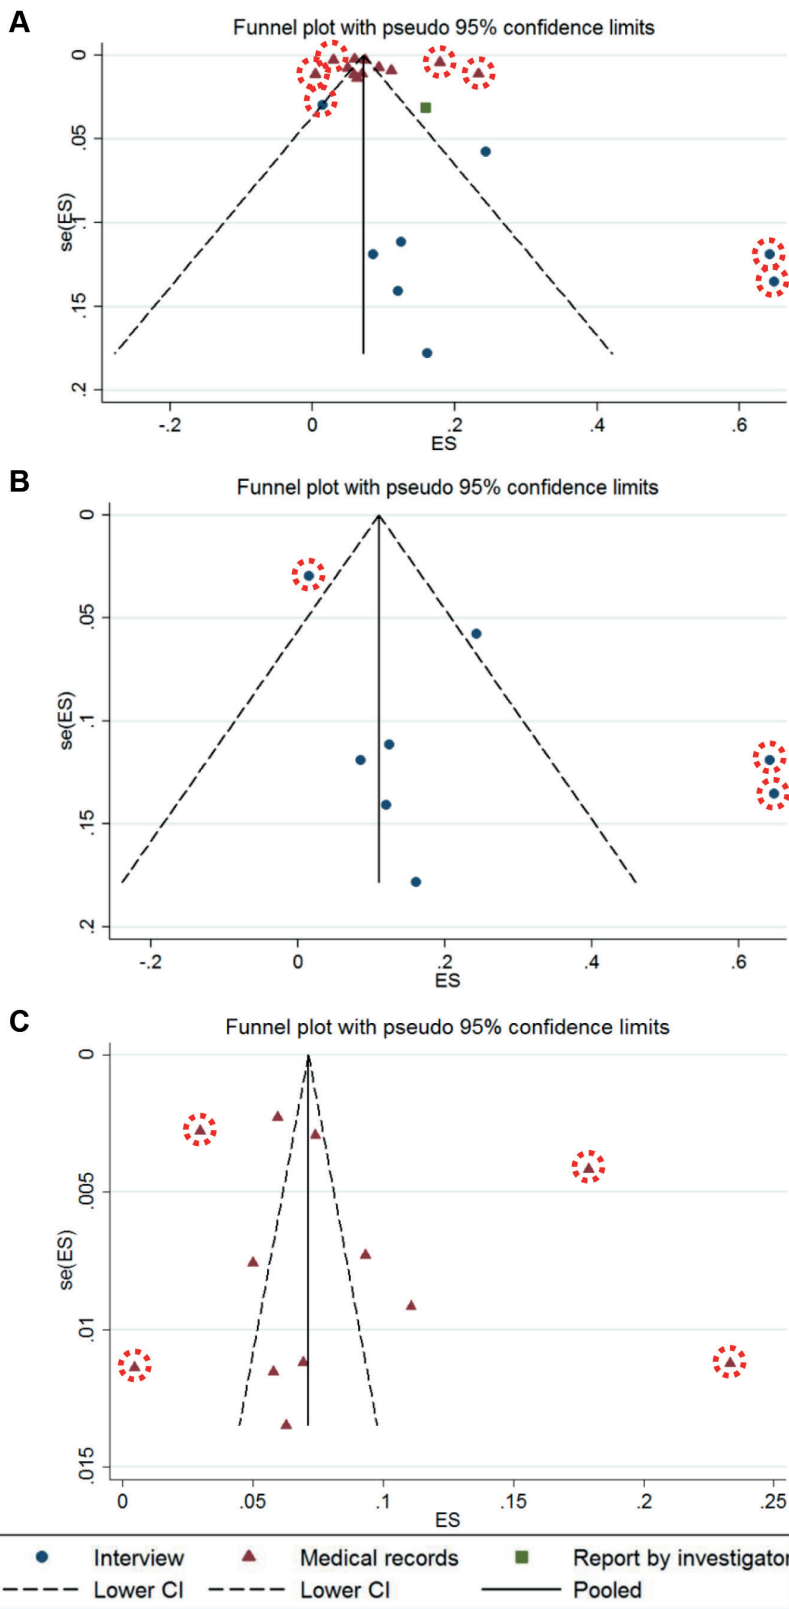 A
Funnel plot with pseudo 95% confidence limits
0
.05
.1
.15
.2
se(ES)
-.2 0 .2 .4 .6
ES
B
Funnel plot with pseudo 95% confidence limits
0
.05
.1
.15
.2
se(ES)
-.2 0 .2 .4 .6
ES
C
Funnel plot with pseudo 95% confidence limits
0
.005
.01
.015
se(ES)
0 .05 .1 .15 .2 .25
ES
Interview Medical records Report by investigator
Lower CI Lower CI Pooled